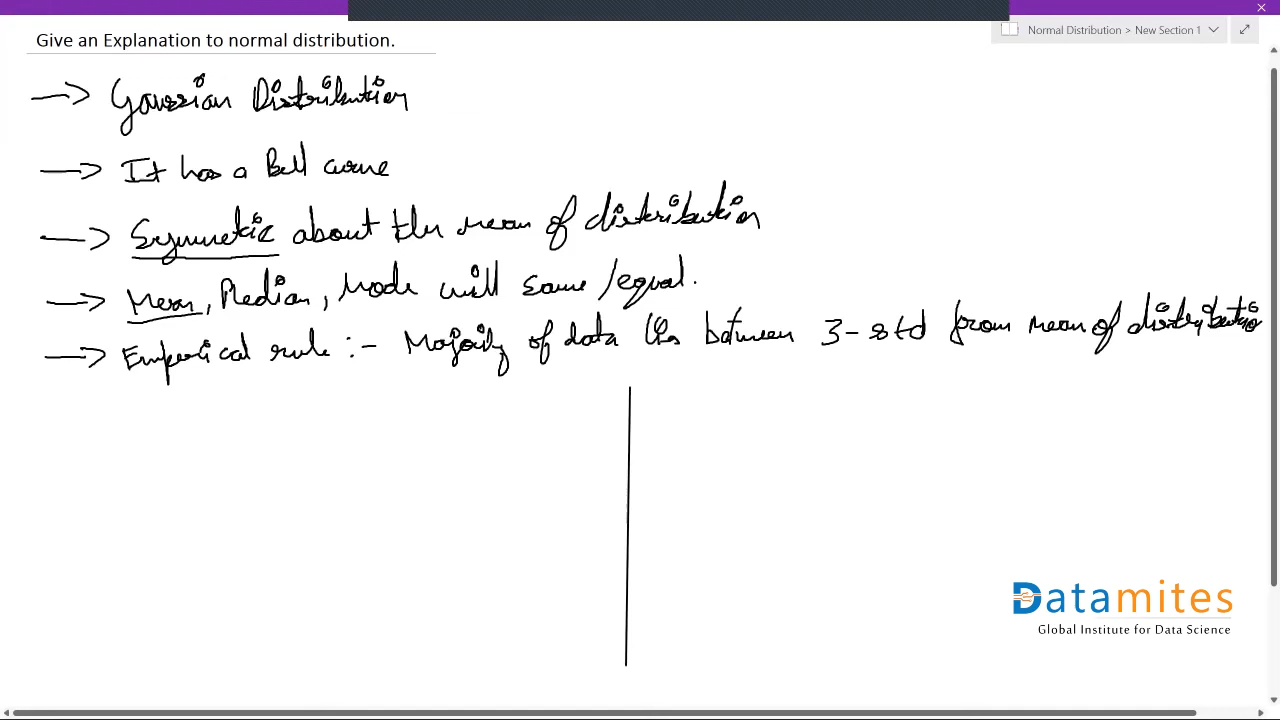 Normal Distribution > New Section 1
Give an Explanation to normal distribution.
→ Gaussian Distribution
→ It has a Bell curve
→ Symmetric about the mean of distribution
→ Mean, Median, Mode will same/equal.
→ Emperical rule :- Majority of data lies between 3-std from mean of distribution
Datamites
Global Institute for Data Science